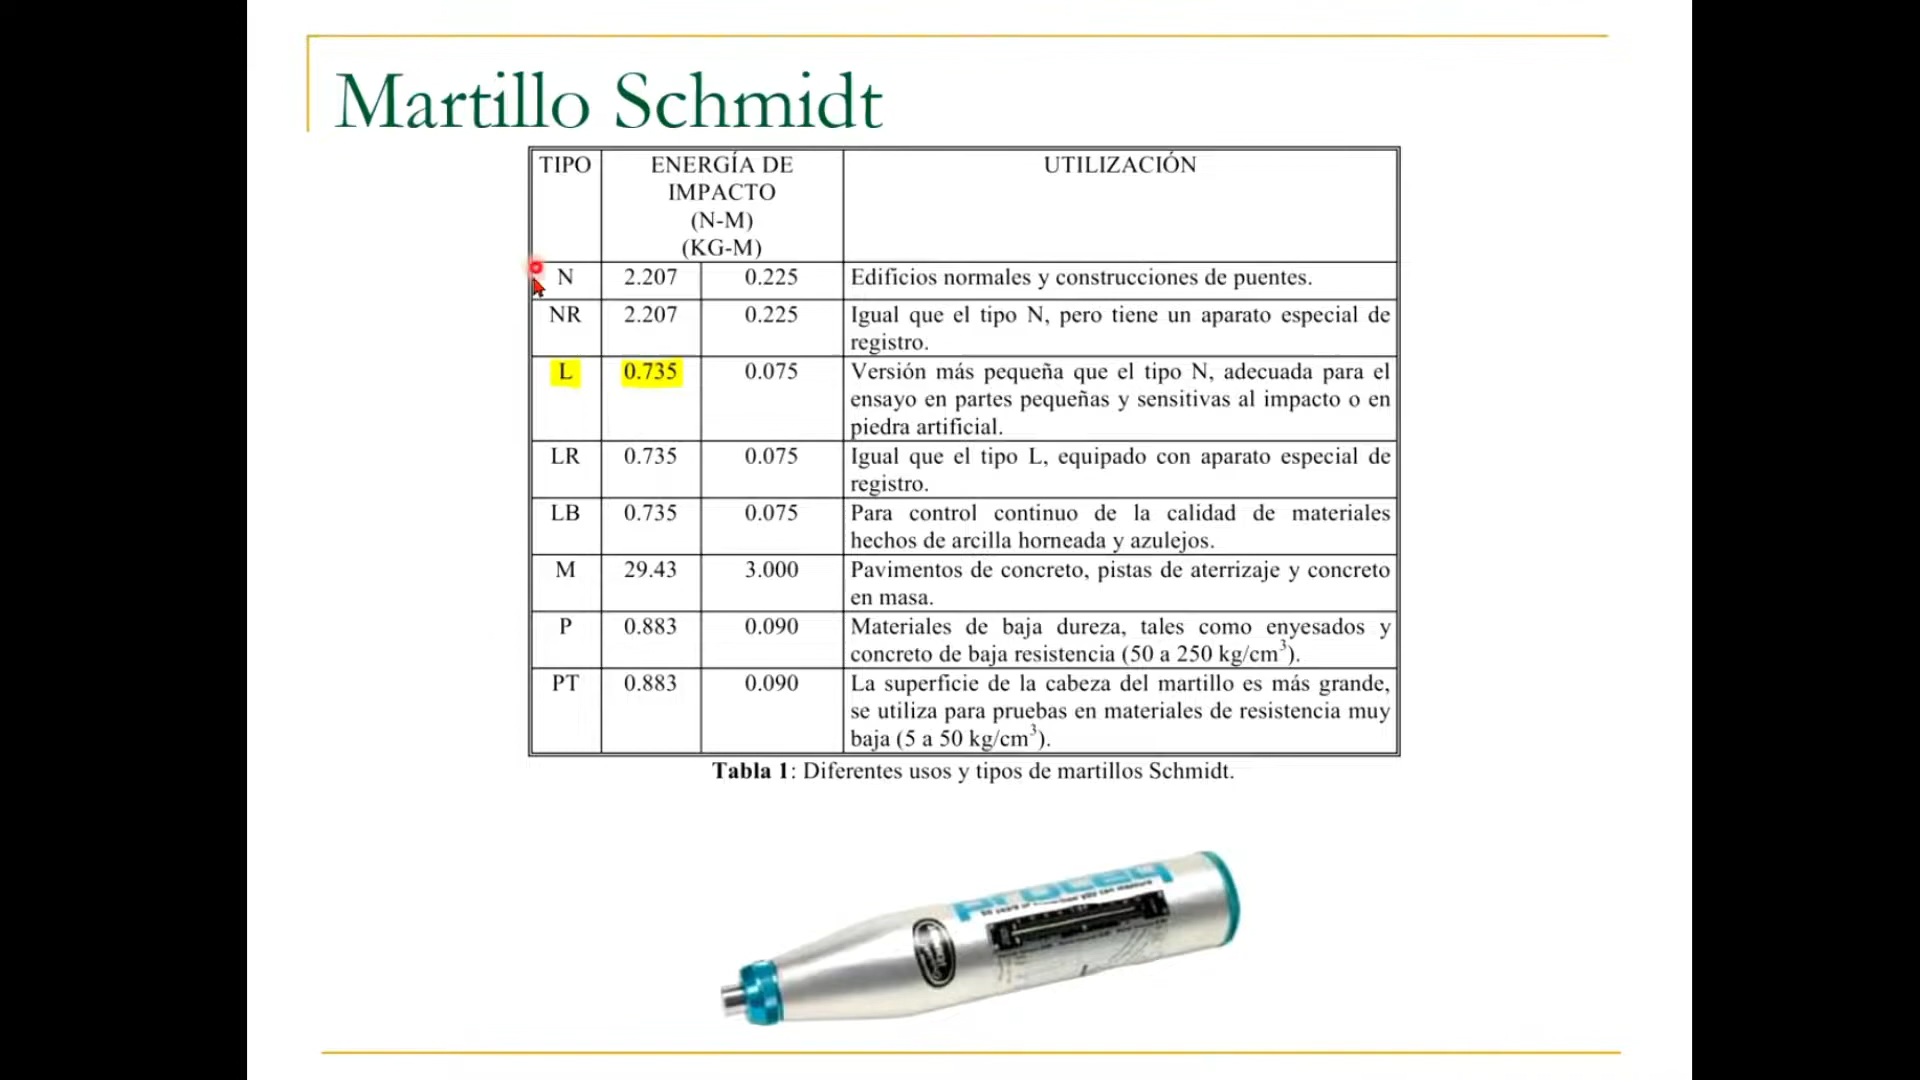 Martillo Schmidt
TIPO ENERGÍA DE UTILIZACIÓN
IMPACTO
(N-M)
(KG-M)
N 2.207 0.225 Edificios normales y construcciones de puentes.
NR 2.207 0.225 Igual que el tipo N, pero tiene un aparato especial de
registro.
L 0.735 0.075 Versión más pequeña que el tipo N, adecuada para el
ensayo en partes pequeñas y sensitivas al impacto o en
piedra artificial.
LR 0.735 0.075 Igual que el tipo L, equipado con aparato especial de
registro.
LB 0.735 0.075 Para control continuo de la calidad de materiales
hechos de arcilla horneada y azulejos.
M 29.43 3.000 Pavimentos de concreto, pistas de aterrizaje y concreto
en masa.
P 0.883 0.090 Materiales de baja dureza, tales como enyesados y
concreto de baja resistencia (50 a 250 kg/cm³).
PT 0.883 0.090 La superficie de la cabeza del martillo es más grande,
se utiliza para pruebas en materiales de resistencia muy
baja (5 a 50 kg/cm³).
Tabla 1: Diferentes usos y tipos de martillos Schmidt.
proceq